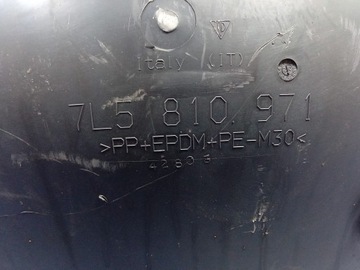 Italy (IT)
7L5 810 971
>PP+EPDM+PE-M30<